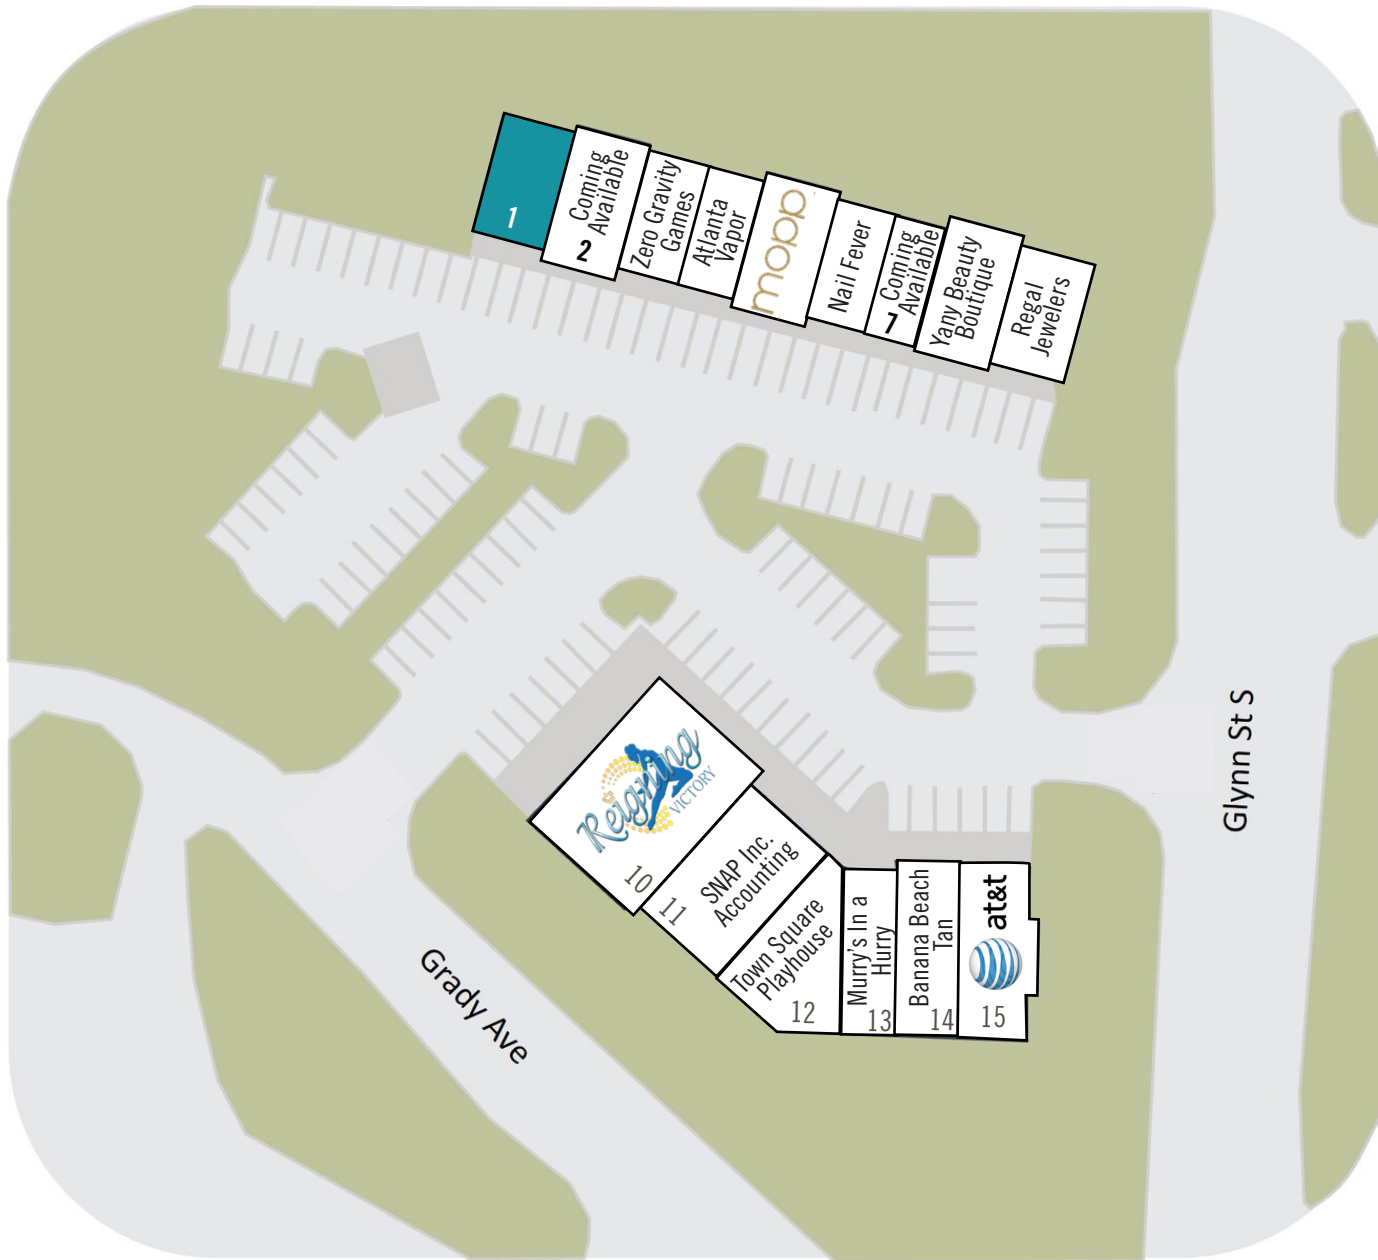 1
Coming
Available
2
Zero Gravity
Games
Atlanta
Vapor
mopp
Nail Fever
Coming
Available
7
Yany Beauty
Boutique
Regal
Jewelers
Reigning
VICTORY
10
SNAP Inc.
Accounting
11
Town Square
Playhouse
12
Murry's In a
Hurry
13
Banana Beach
Tan
14
at&t
15
Grady Ave
Glynn St S